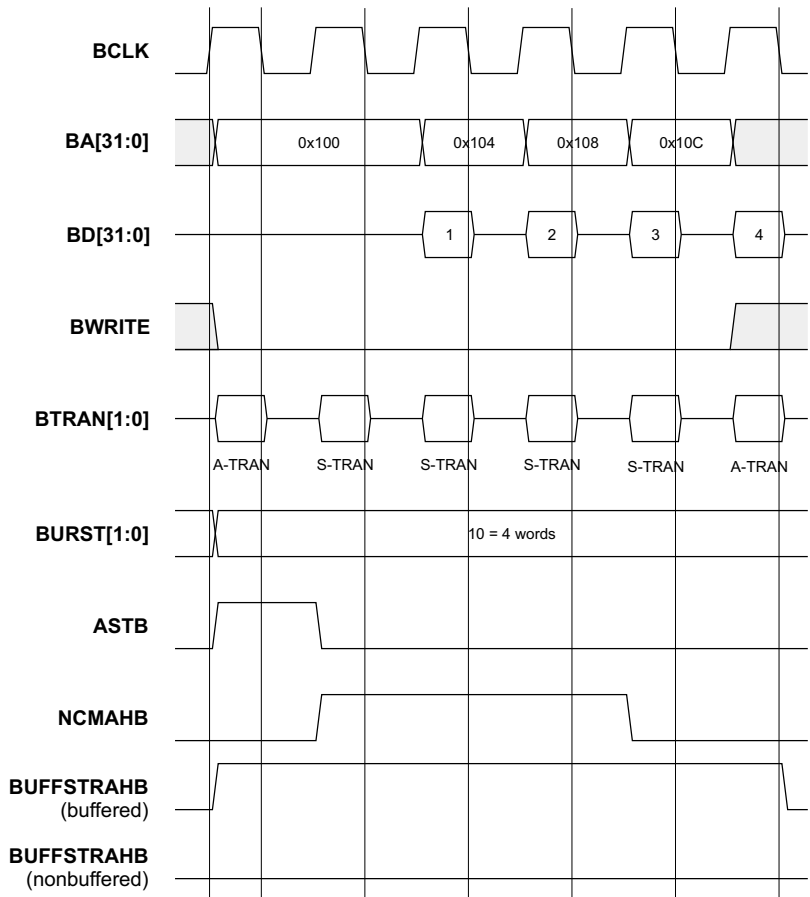 BCLK
BA[31:0] 0x100 0x104 0x108 0x10C
BD[31:0] 1 2 3 4
BWRITE
BTRAN[1:0]
A-TRAN S-TRAN S-TRAN S-TRAN S-TRAN A-TRAN
BURST[1:0] 10 = 4 words
ASTB
NCMAHB
BUFFSTRAHB
(buffered)
BUFFSTRAHB
(nonbuffered)